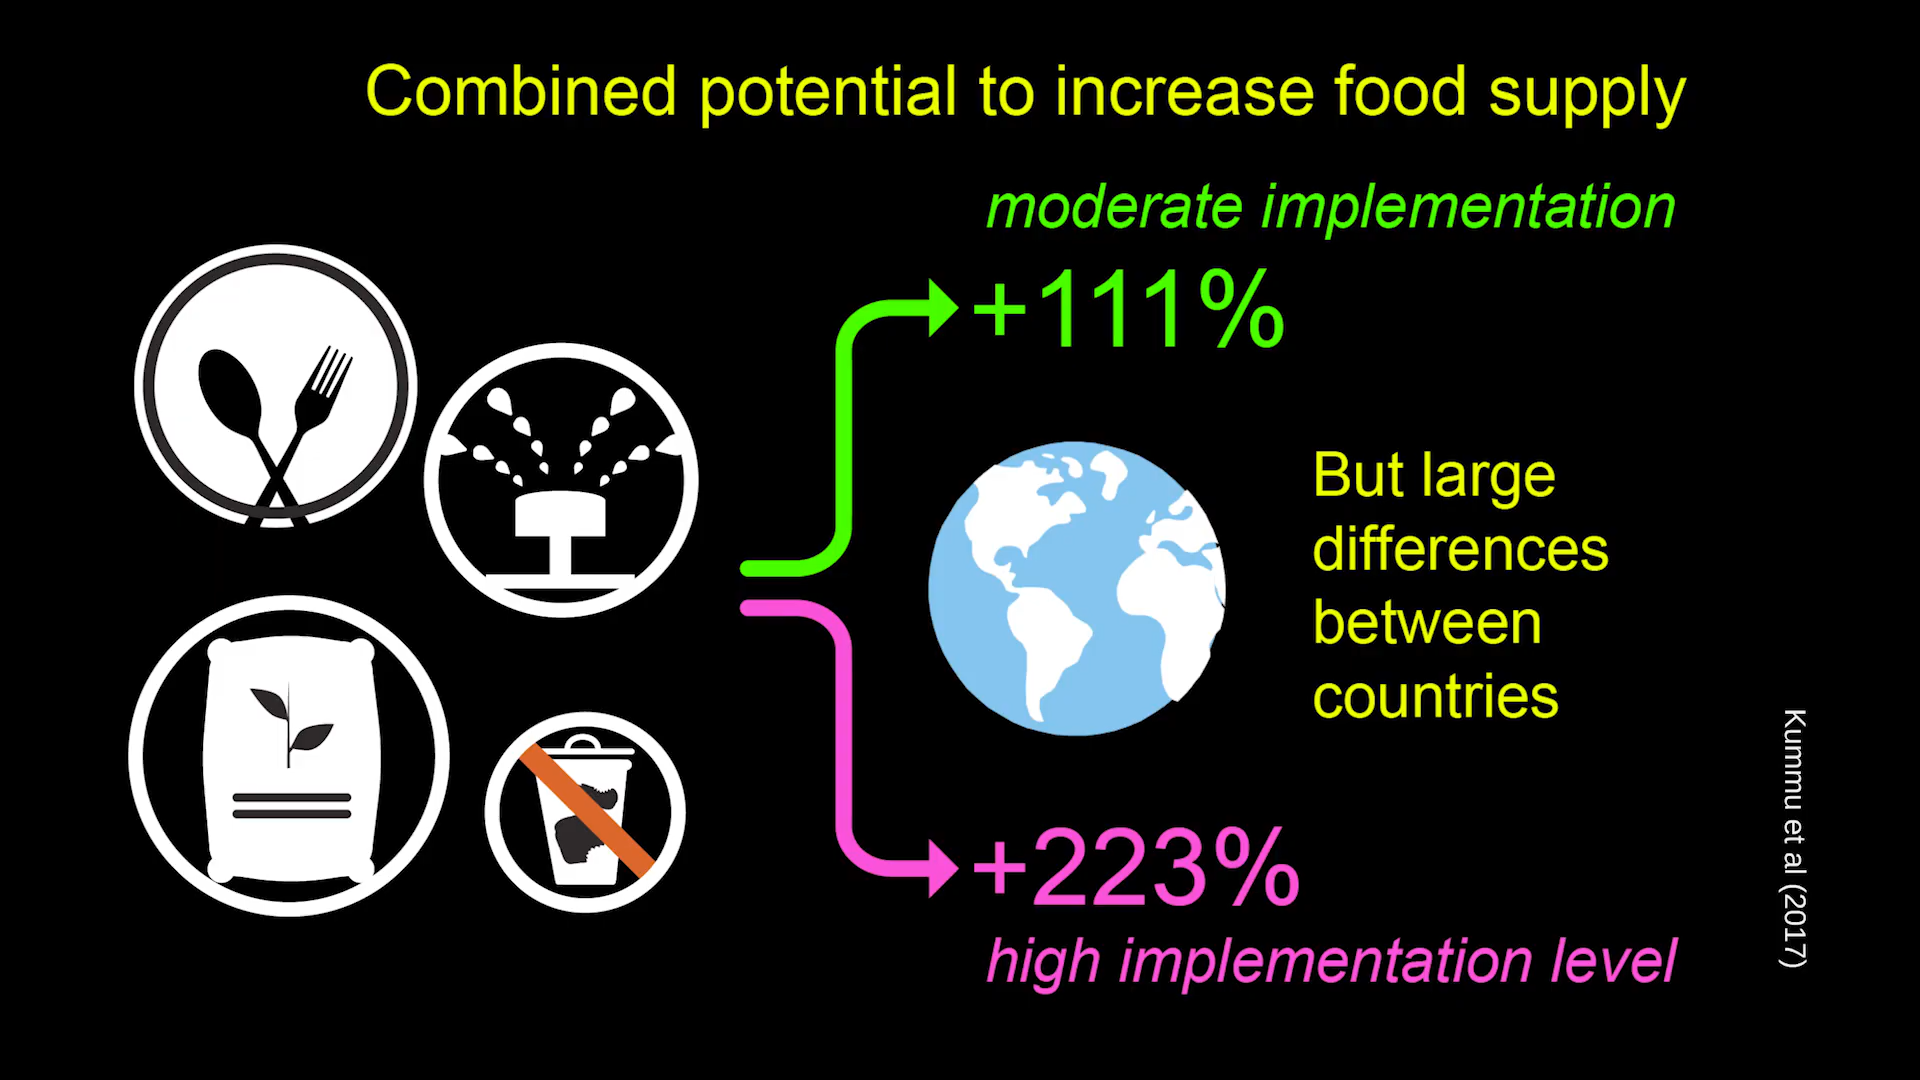 Combined potential to increase food supply
moderate implementation
+111%
But large
differences
between
countries
+223%
high implementation level
Kummu et al (2017)